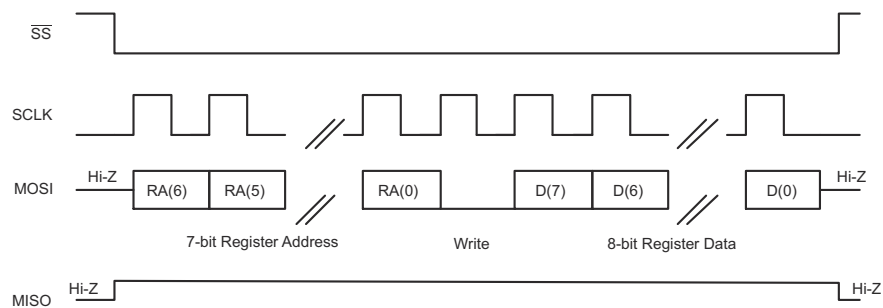 SS
SCLK
Hi-Z Hi-Z
MOSI RA(6) RA(5) RA(0) D(7) D(6) D(0)
7-bit Register Address Write 8-bit Register Data
Hi-Z Hi-Z
MISO